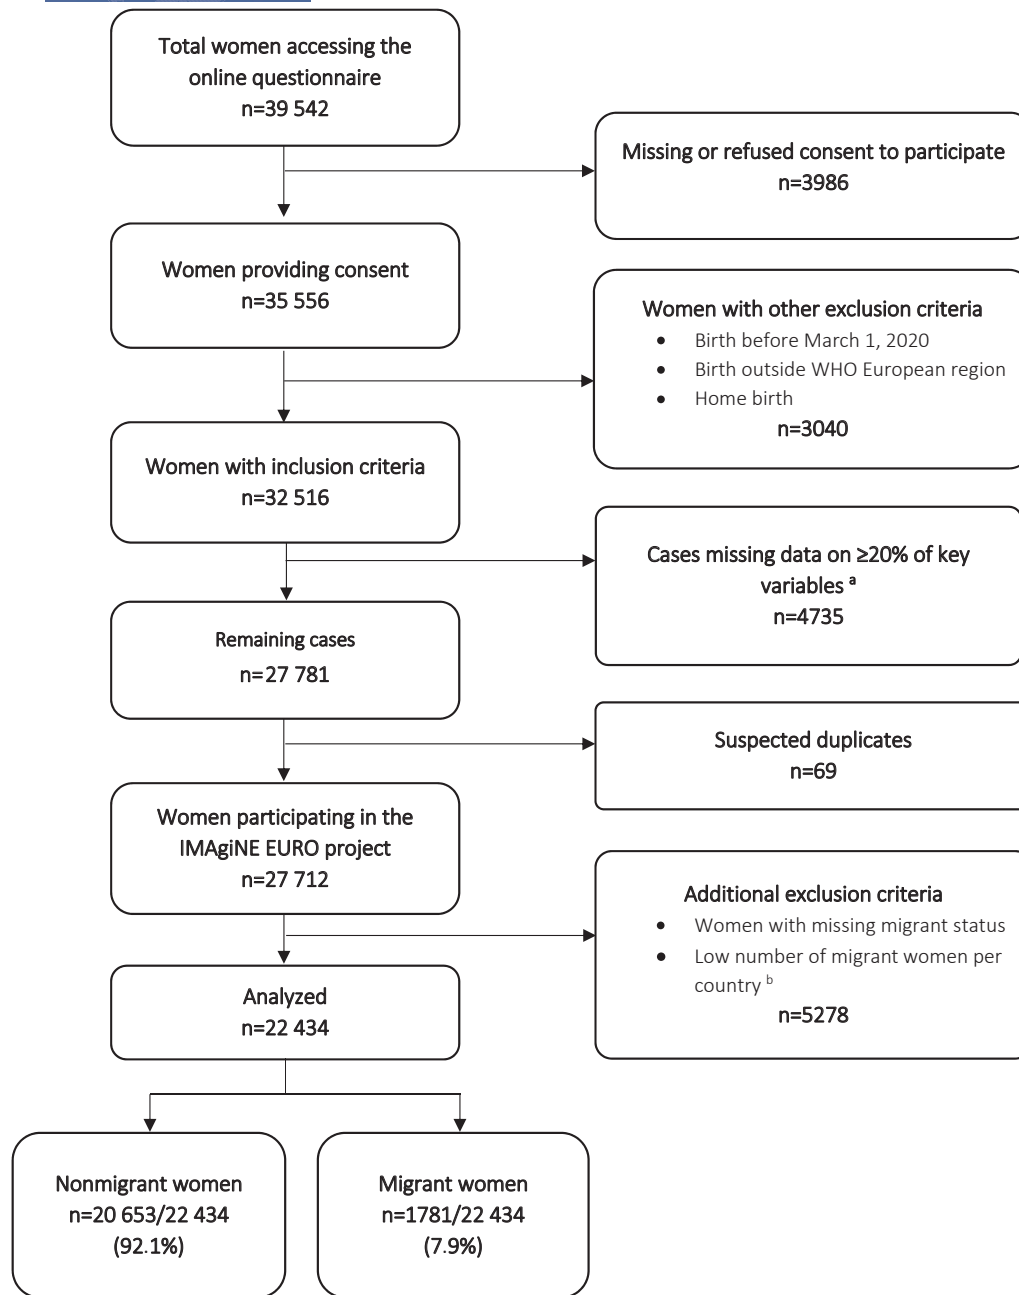 Total women accessing the
online questionnaire
n=39 542
Missing or refused consent to participate
n=3986
Women providing consent
n=35 556
Women with other exclusion criteria
• Birth before March 1, 2020
• Birth outside WHO European region
• Home birth
n=3040
Women with inclusion criteria
n=32 516
Cases missing data on ≥20% of key
variables a
n=4735
Remaining cases
n=27 781
Suspected duplicates
n=69
Women participating in the
IMAgiNE EURO project
n=27 712
Additional exclusion criteria
• Women with missing migrant status
• Low number of migrant women per
country b
n=5278
Analyzed
n=22 434
Nonmigrant women
n=20 653/22 434
(92.1%)
Migrant women
n=1781/22 434
(7.9%)